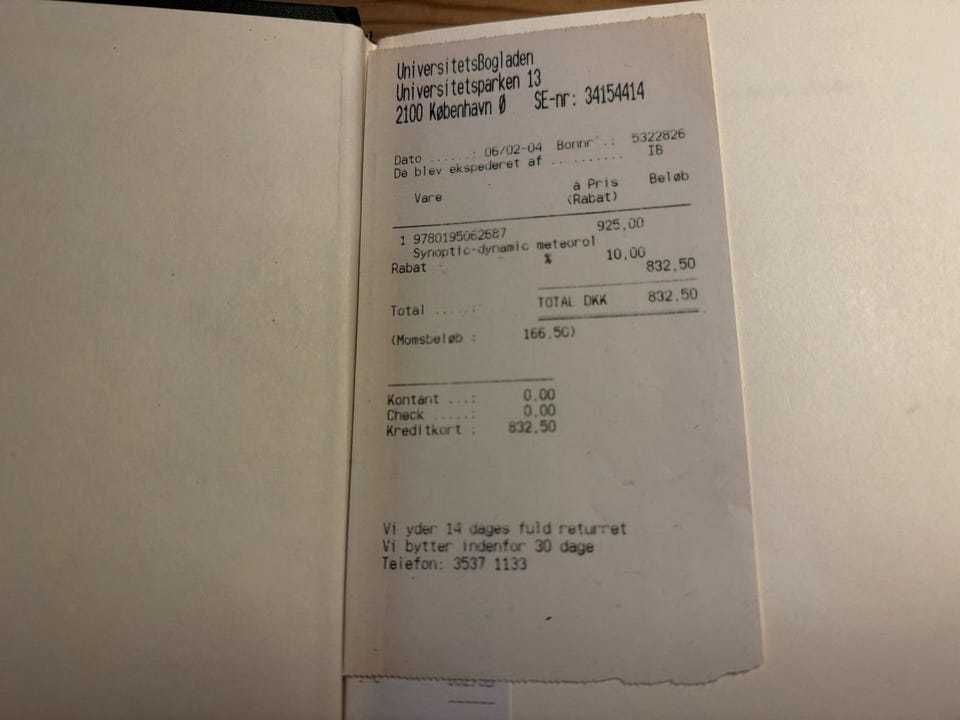 UniversitetsBogladen
Universitetsparken 13
2100 København Ø SE-nr: 34154414
Dato ......: 06/02-04 Bonnr .: 5322826
De blev ekspederet af .......... IB
Vare à Pris Beløb
(Rabat)
1 9780195062687 925,00
Synoptic-dynamic meteorol
Rabat % 10,00
832,50
Total .....: TOTAL DKK 832,50
(Momsbeløb : 166,50)
Kontant ...: 0,00
Check .....: 0,00
Kreditkort : 832,50
Vi yder 14 dages fuld returret
Vi bytter indenfor 30 dage
Telefon: 3537 1133